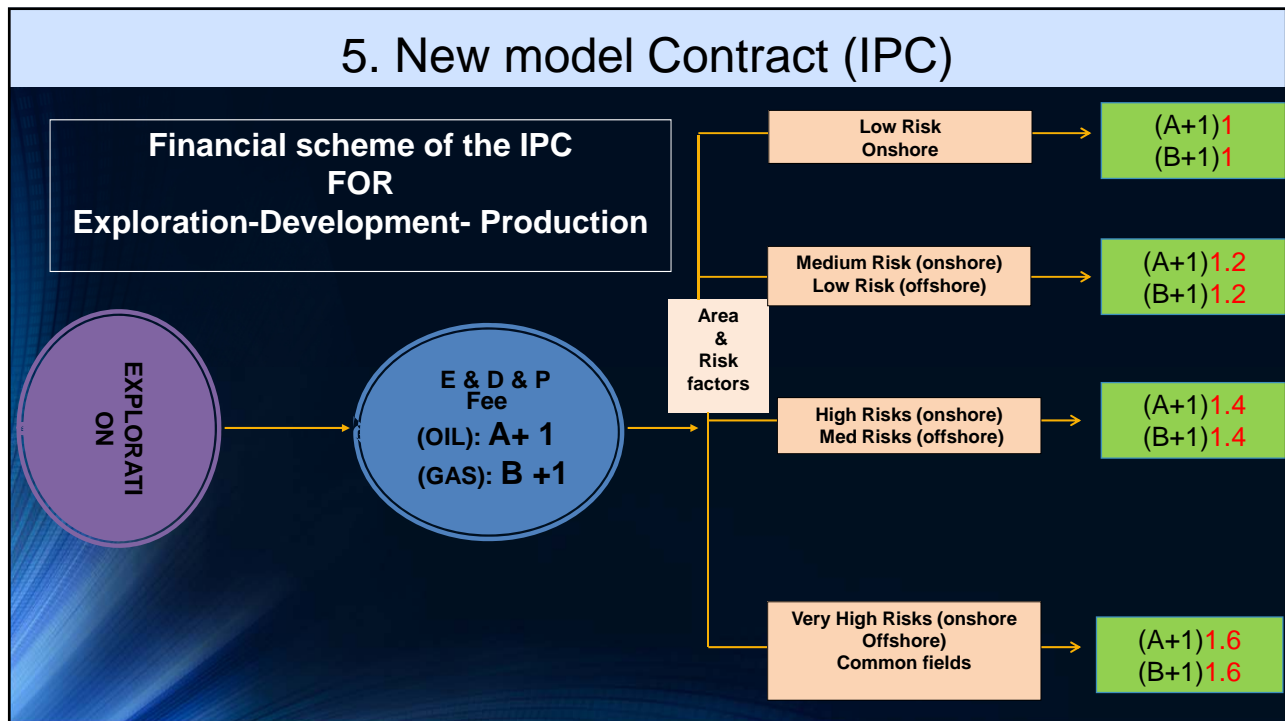 5. New model Contract (IPC)
Financial scheme of the IPC
FOR
Exploration-Development- Production
EXPLORATI
ON
E & D & P
Fee
(OIL): A+ 1
(GAS): B +1
Area
&
Risk
factors
Low Risk
Onshore
(A+1)1
(B+1)1
Medium Risk (onshore)
Low Risk (offshore)
(A+1)1.2
(B+1)1.2
High Risks (onshore)
Med Risks (offshore)
(A+1)1.4
(B+1)1.4
Very High Risks (onshore
Offshore)
Common fields
(A+1)1.6
(B+1)1.6